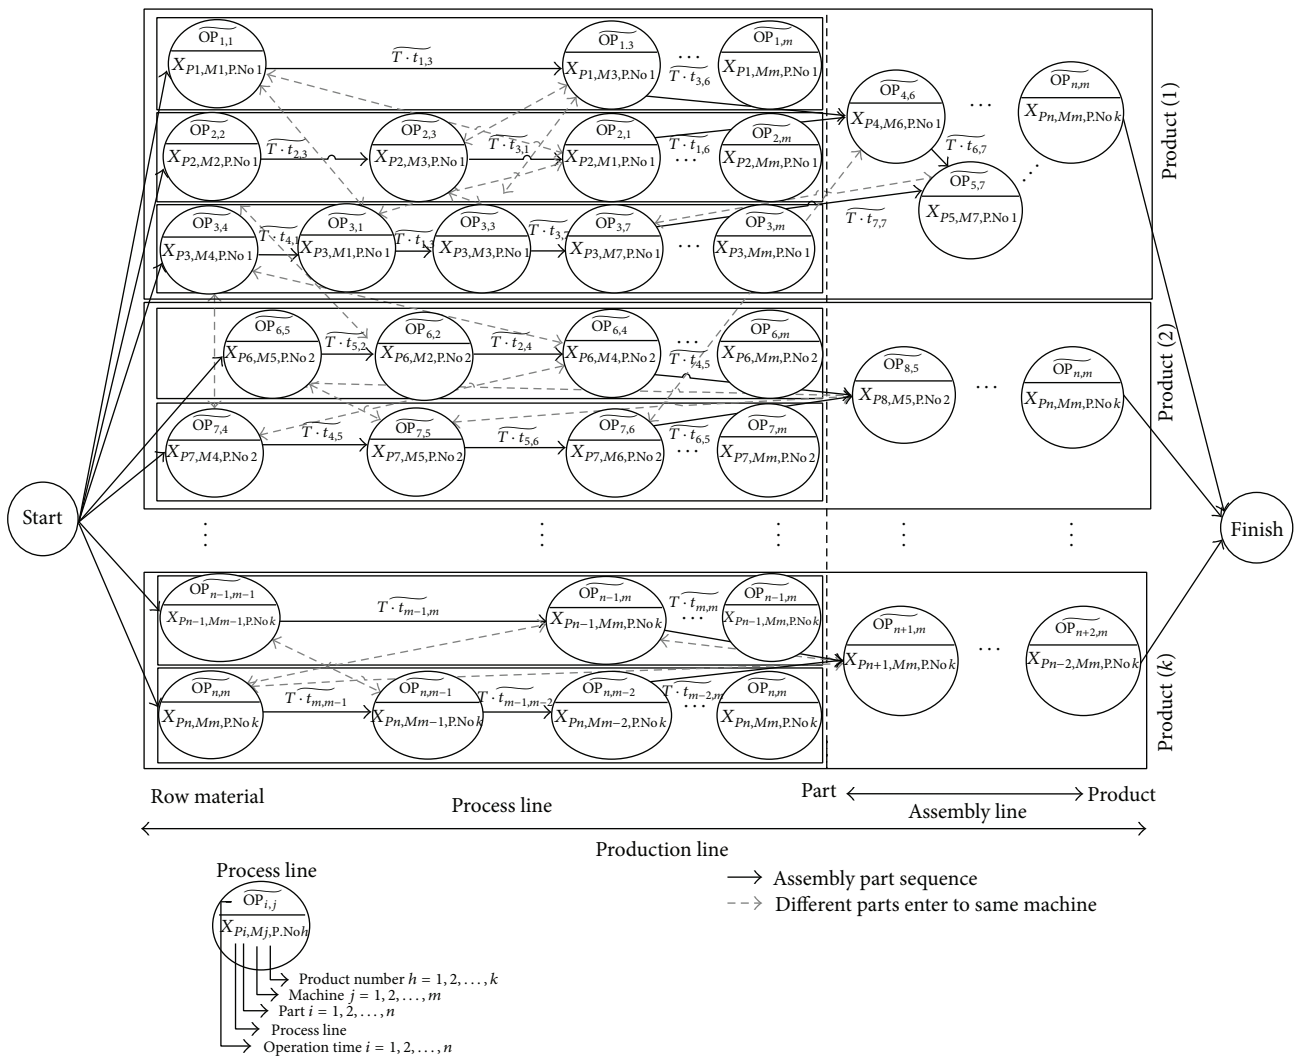 OP1,1 T · t1,3 OP1.3 ... OP1,m
XP1,M1,P.No 1 XP1,M3,P.No 1 T · t3,6 XP1,Mm,P.No 1
OP4,6 ... OPn,m
XP4,M6,P.No 1 XPn,Mm,P.No k
OP2,2 T · t2,3 OP2,3 T · t3,1 OP2,1 T · t1,6 OP2,m
XP2,M2,P.No 1 XP2,M3,P.No 1 XP2,M1,P.No 1 ... XP2,Mm,P.No 1
T · t6,7
OP5,7 ...
XP5,M7,P.No 1
Product (1)
OP3,4 T · t4,1 OP3,1 T · t1,3 OP3,3 T · t3,7 OP3,7 ... OP3,m T · t7,7
XP3,M4,P.No 1 XP3,M1,P.No 1 XP3,M3,P.No 1 XP3,M7,P.No 1 XP3,Mm,P.No 1
OP6,5 T · t5,2 OP6,2 T · t2,4 OP6,4 ... OP6,m
XP6,M5,P.No 2 XP6,M2,P.No 2 XP6,M4,P.No 2 T · t4,5 XP6,Mm,P.No 2
OP8,5 ... OPn,m
XP8,M5,P.No 2 XPn,Mm,P.No k
Product (2)
OP7,4 T · t4,5 OP7,5 T · t5,6 OP7,6 T · t6,5 OP7,m
XP7,M4,P.No 2 XP7,M5,P.No 2 XP7,M6,P.No 2 ... XP7,Mm,P.No 2
Start
Finish
OPn−1,m−1 T · tm−1,m OPn−1,m T · tm,m OPn−1,m
XPn−1,Mm−1,P.No k XPn−1,Mm,P.No k ... XPn−1,Mm,P.No k
OPn+1,m ... OPn+2,m
XPn+1,Mm,P.No k XPn−2,Mm,P.No k
Product (k)
OPn,m T · tm,m−1 OPn,m−1 T · tm−1,m−2 OPn,m−2 T · tm−2,m OPn,m
XPn,Mm,P.No k XPn,Mm−1,P.No k XPn,Mm−2,P.No k ... XPn,Mm,P.No k
Row material
Process line
Part
Product
Assembly line
Production line
Process line
OPi,j
XPi,Mj,P.Noh
Assembly part sequence
Different parts enter to same machine
Product number h = 1, 2, . . . , k
Machine j = 1, 2, . . . , m
Part i = 1, 2, . . . , n
Process line
Operation time i = 1, 2, . . . , n